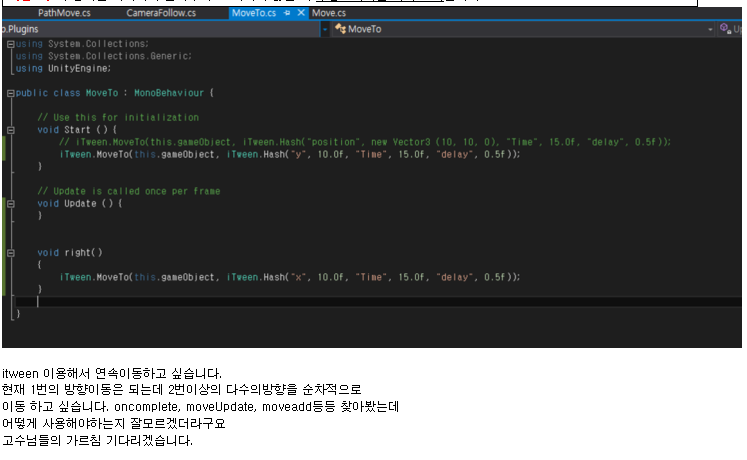 PathMove.cs CameraFollow.cs MoveTo.cs Move.cs
o.Plugins MoveTo
using System.Collections;
using System.Collections.Generic;
using UnityEngine;
public class MoveTo : MonoBehaviour {
// Use this for initialization
void Start () {
// iTween.MoveTo(this.gameObject, iTween.Hash("position", new Vector3 (10, 10, 0), "Time", 15.0f, "delay", 0.5f));
iTween.MoveTo(this.gameObject, iTween.Hash("y", 10.0f, "Time", 15.0f, "delay", 0.5f));
}
// Update is called once per frame
void Update () {
}
void right()
{
iTween.MoveTo(this.gameObject, iTween.Hash("x", 10.0f, "Time", 15.0f, "delay", 0.5f));
}
}
itween 이용해서 연속이동하고 싶습니다.
현재 1번의 방향이동은 되는데 2번이상의 다수의방향을 순차적으로
이동 하고 싶습니다. oncomplete, moveUpdate, moveadd등등 찾아봤는데
어떻게 사용해야하는지 잘모르겠더라구요
고수님들의 가르침 기다리겠습니다.